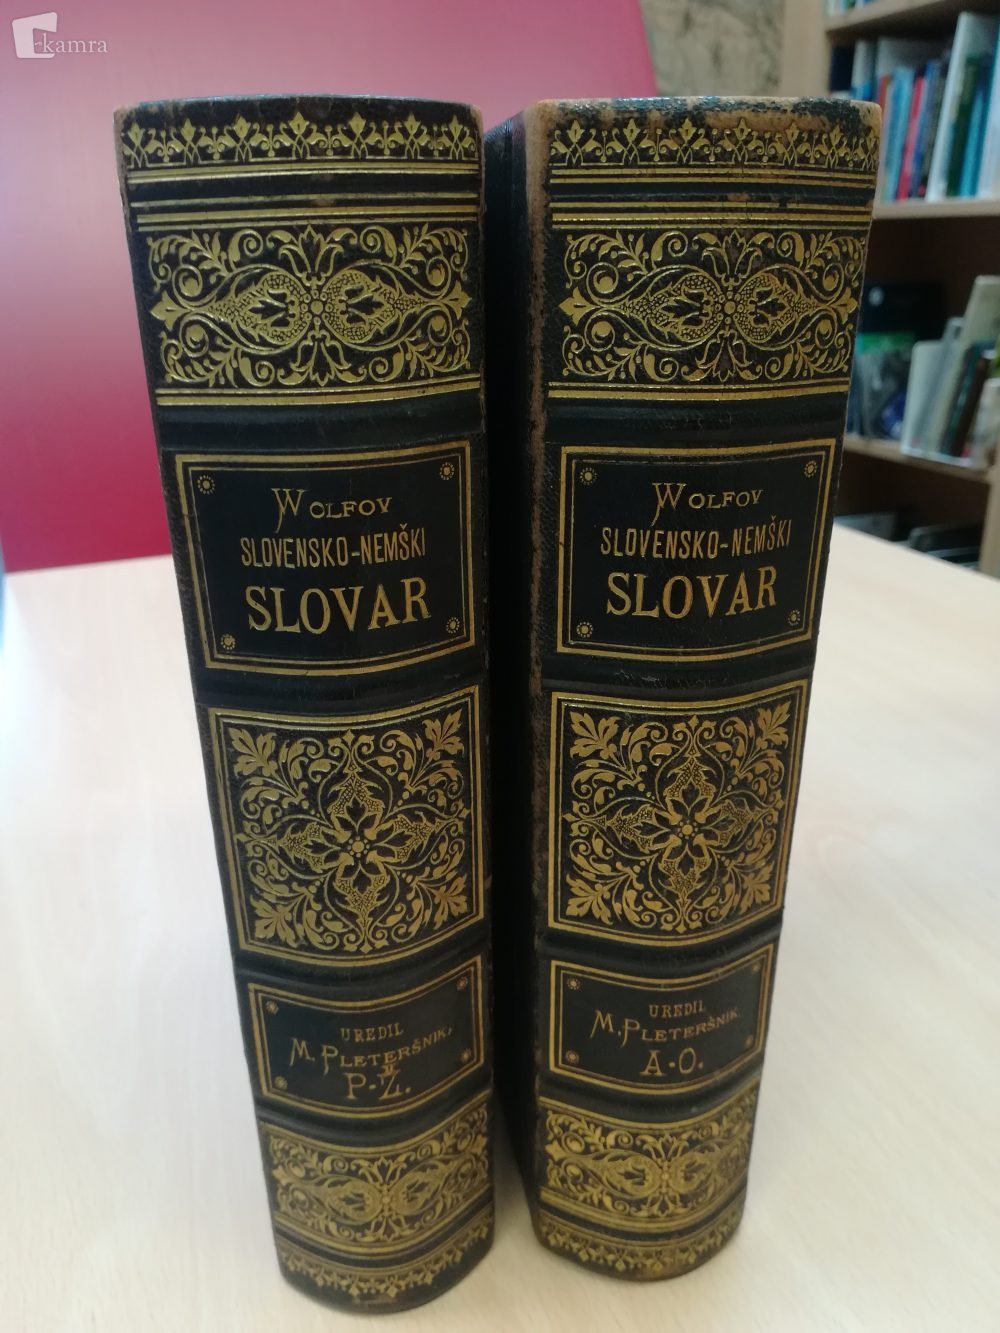 kamra
Wolfov
SLOVENSKO-NEMŠKI
SLOVAR
UREDIL
M. PLETERŠNIK.
P-Ž.
Wolfov
SLOVENSKO-NEMŠKI
SLOVAR
UREDIL
M. PLETERŠNIK.
A-O.